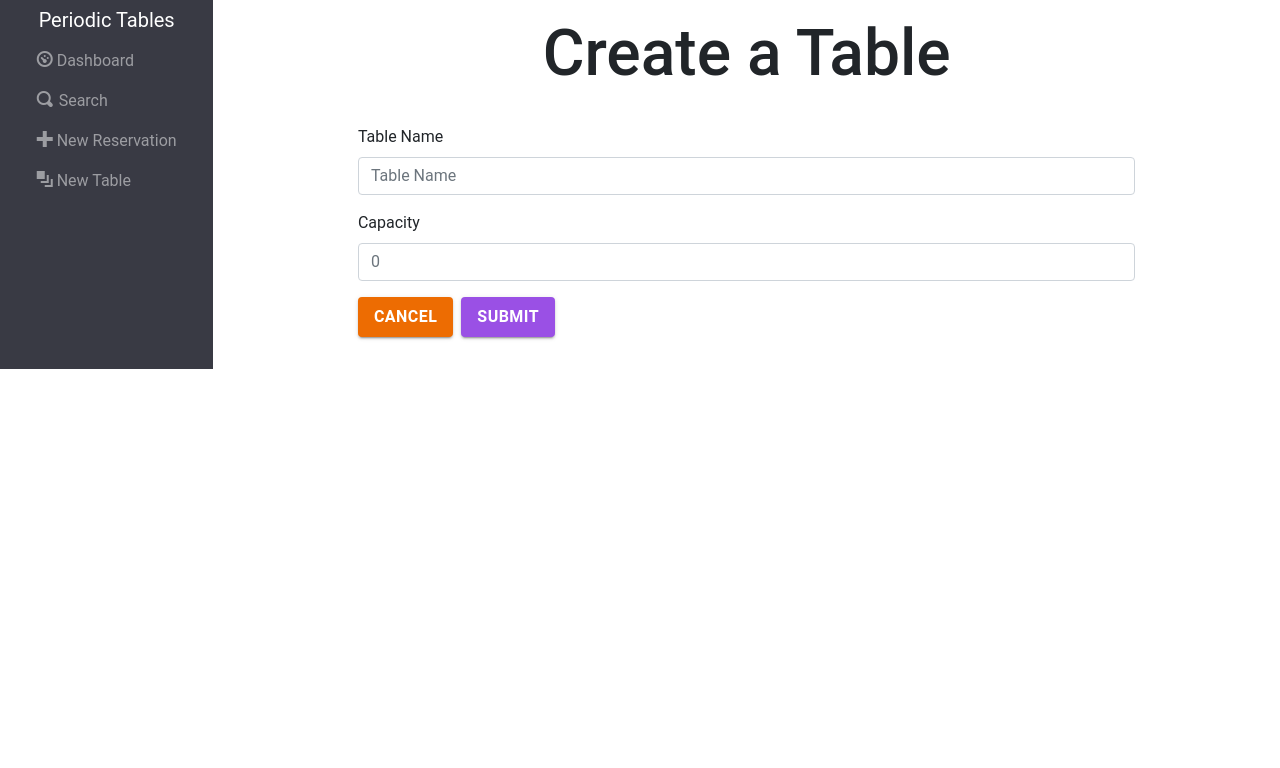 Periodic Tables
Dashboard
Search
New Reservation
New Table
Create a Table
Table Name
Table Name
Capacity
0
CANCEL SUBMIT